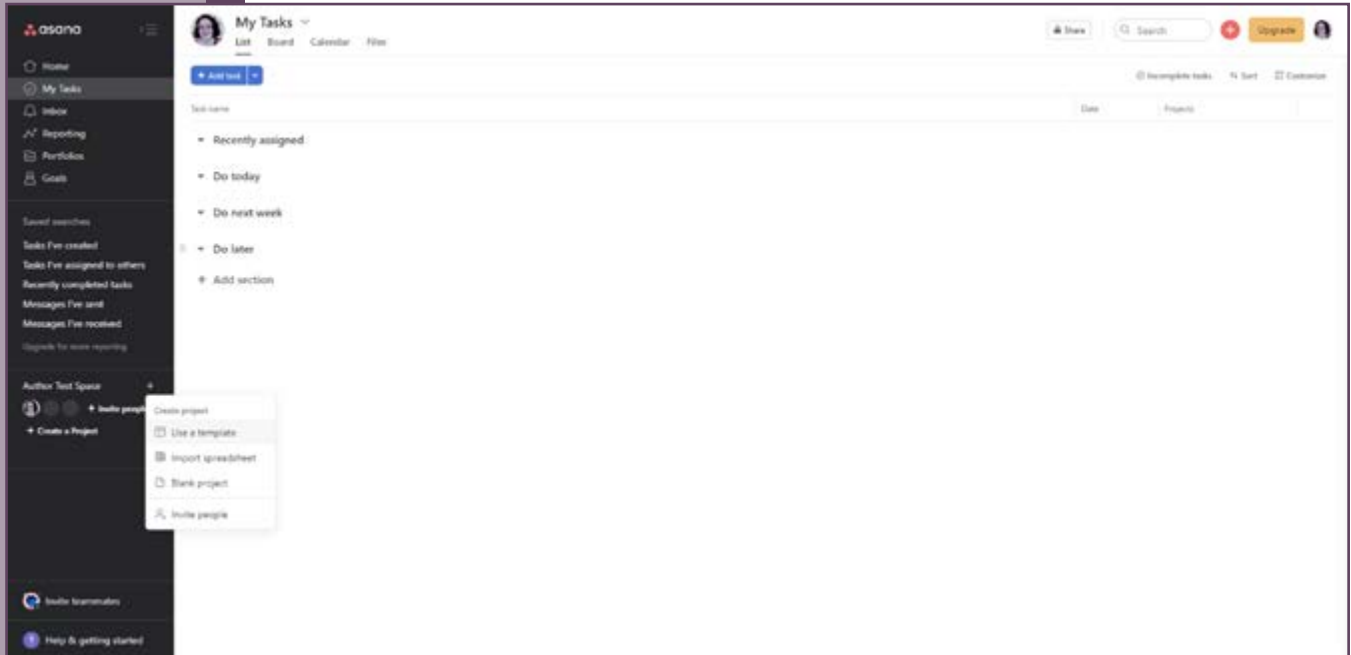 asana
Home
My Tasks
Inbox
Reporting
Portfolios
Goals
Saved searches
Tasks I've created
Tasks I've assigned to others
Recently completed tasks
Messages I've sent
Messages I've received
Upgrade for more reporting
Author Test Space +
+ Invite people
+ Create a Project
Invite teammates
? Help & getting started
My Tasks
List Board Calendar Files
Share
Search
Upgrade
+ Add task
Incomplete tasks Sort Customize
Task name Date Projects
Recently assigned
Do today
Do next week
Do later
+ Add section
Create project
Use a template
Import spreadsheet
Blank project
Invite people